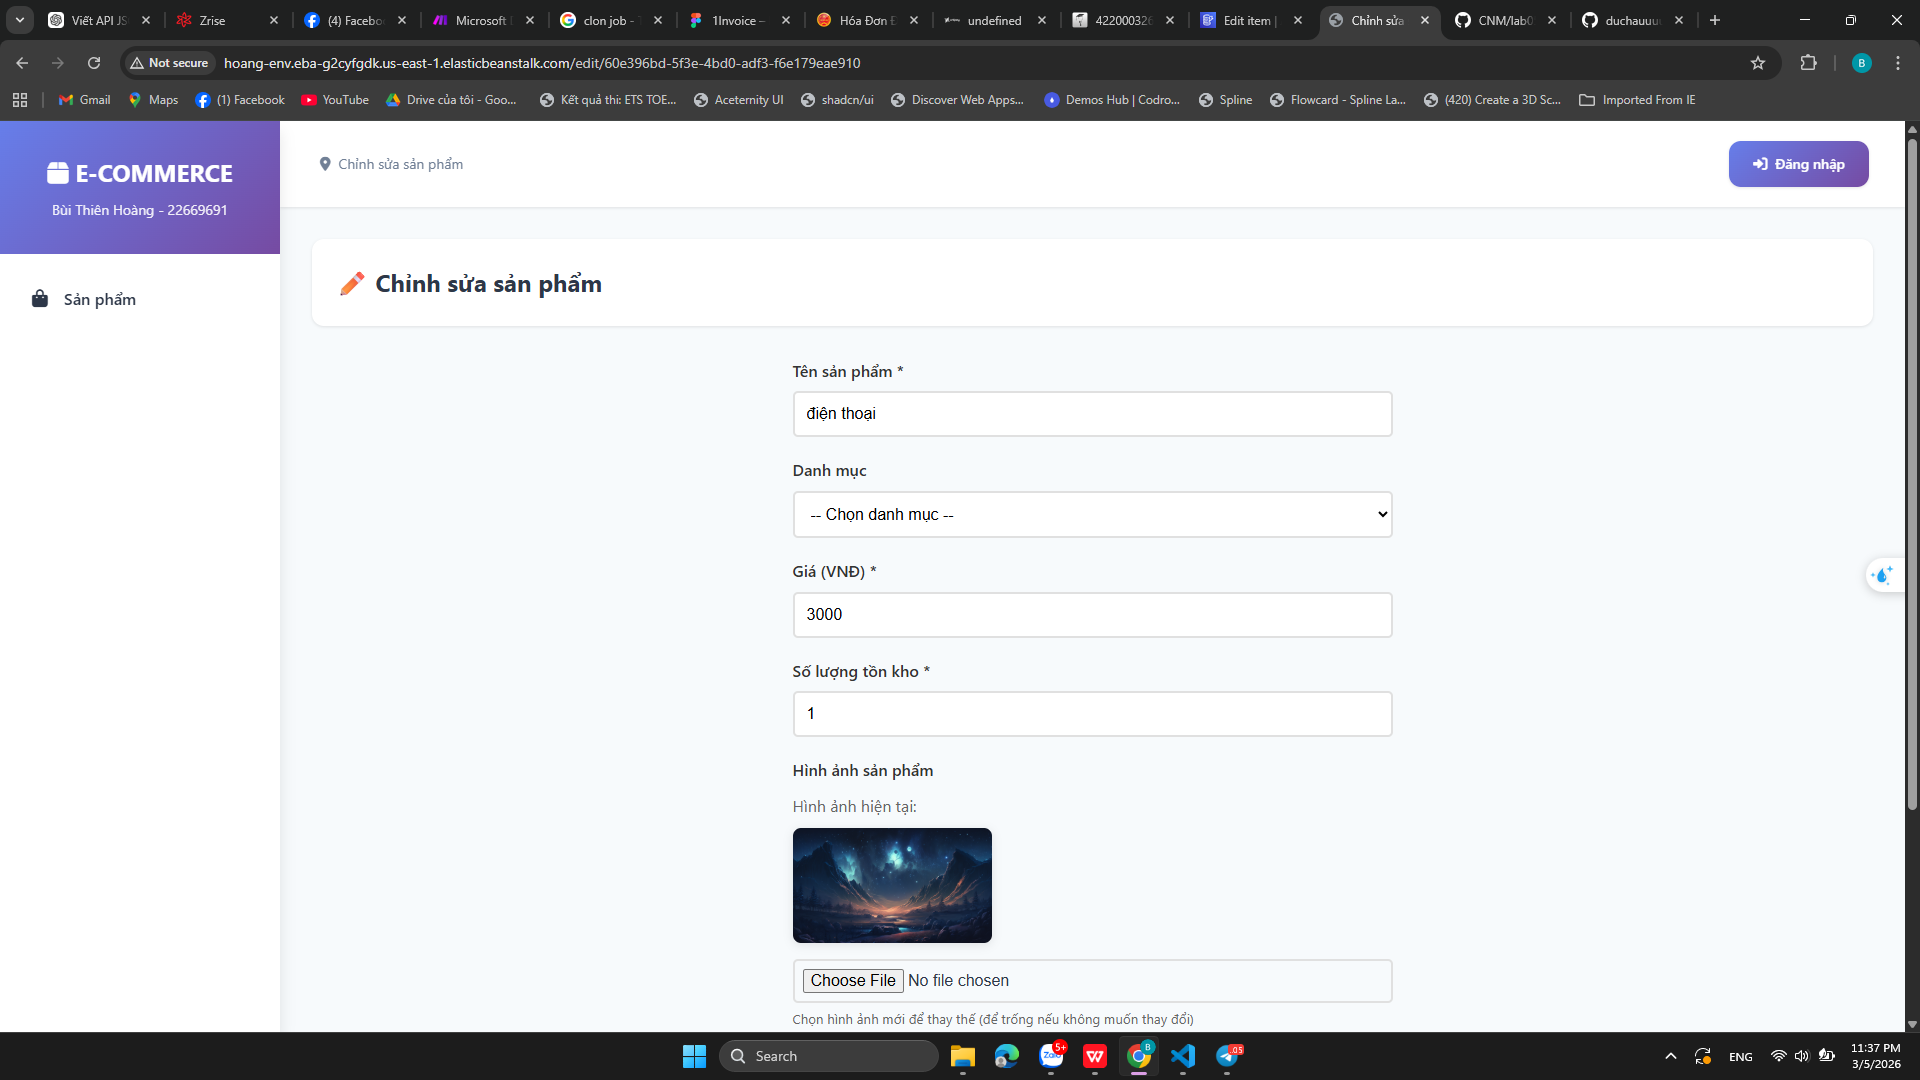 Viết API JS
Zrise
(4) Facebo
Microsoft
clon job -
1Invoice –
Hóa Đơn
undefined
422000326
Edit item |
Chỉnh sửa
CNM/lab0
duchauuu
Not secure
hoang-env.eba-g2cyfgdk.us-east-1.elasticbeanstalk.com/edit/60e396bd-5f3e-4bd0-adf3-f6e179eae910
B
Gmail
Maps
(1) Facebook
YouTube
Drive của tôi - Goo...
Kết quả thi: ETS TOE...
Aceternity UI
shadcn/ui
Discover Web Apps...
Demos Hub | Codro...
Spline
Flowcard - Spline La...
(420) Create a 3D Sc...
Imported From IE
E-COMMERCE
Bùi Thiên Hoàng - 22669691
Sản phẩm
Chỉnh sửa sản phẩm
Đăng nhập
Chỉnh sửa sản phẩm
Tên sản phẩm *
điện thoại
Danh mục
-- Chọn danh mục --
Giá (VNĐ) *
3000
Số lượng tồn kho *
1
Hình ảnh sản phẩm
Hình ảnh hiện tại:
Choose File No file chosen
Chọn hình ảnh mới để thay thế (để trống nếu không muốn thay đổi)
Search
Zalo
5+
B
ENG
11:37 PM
3/5/2026